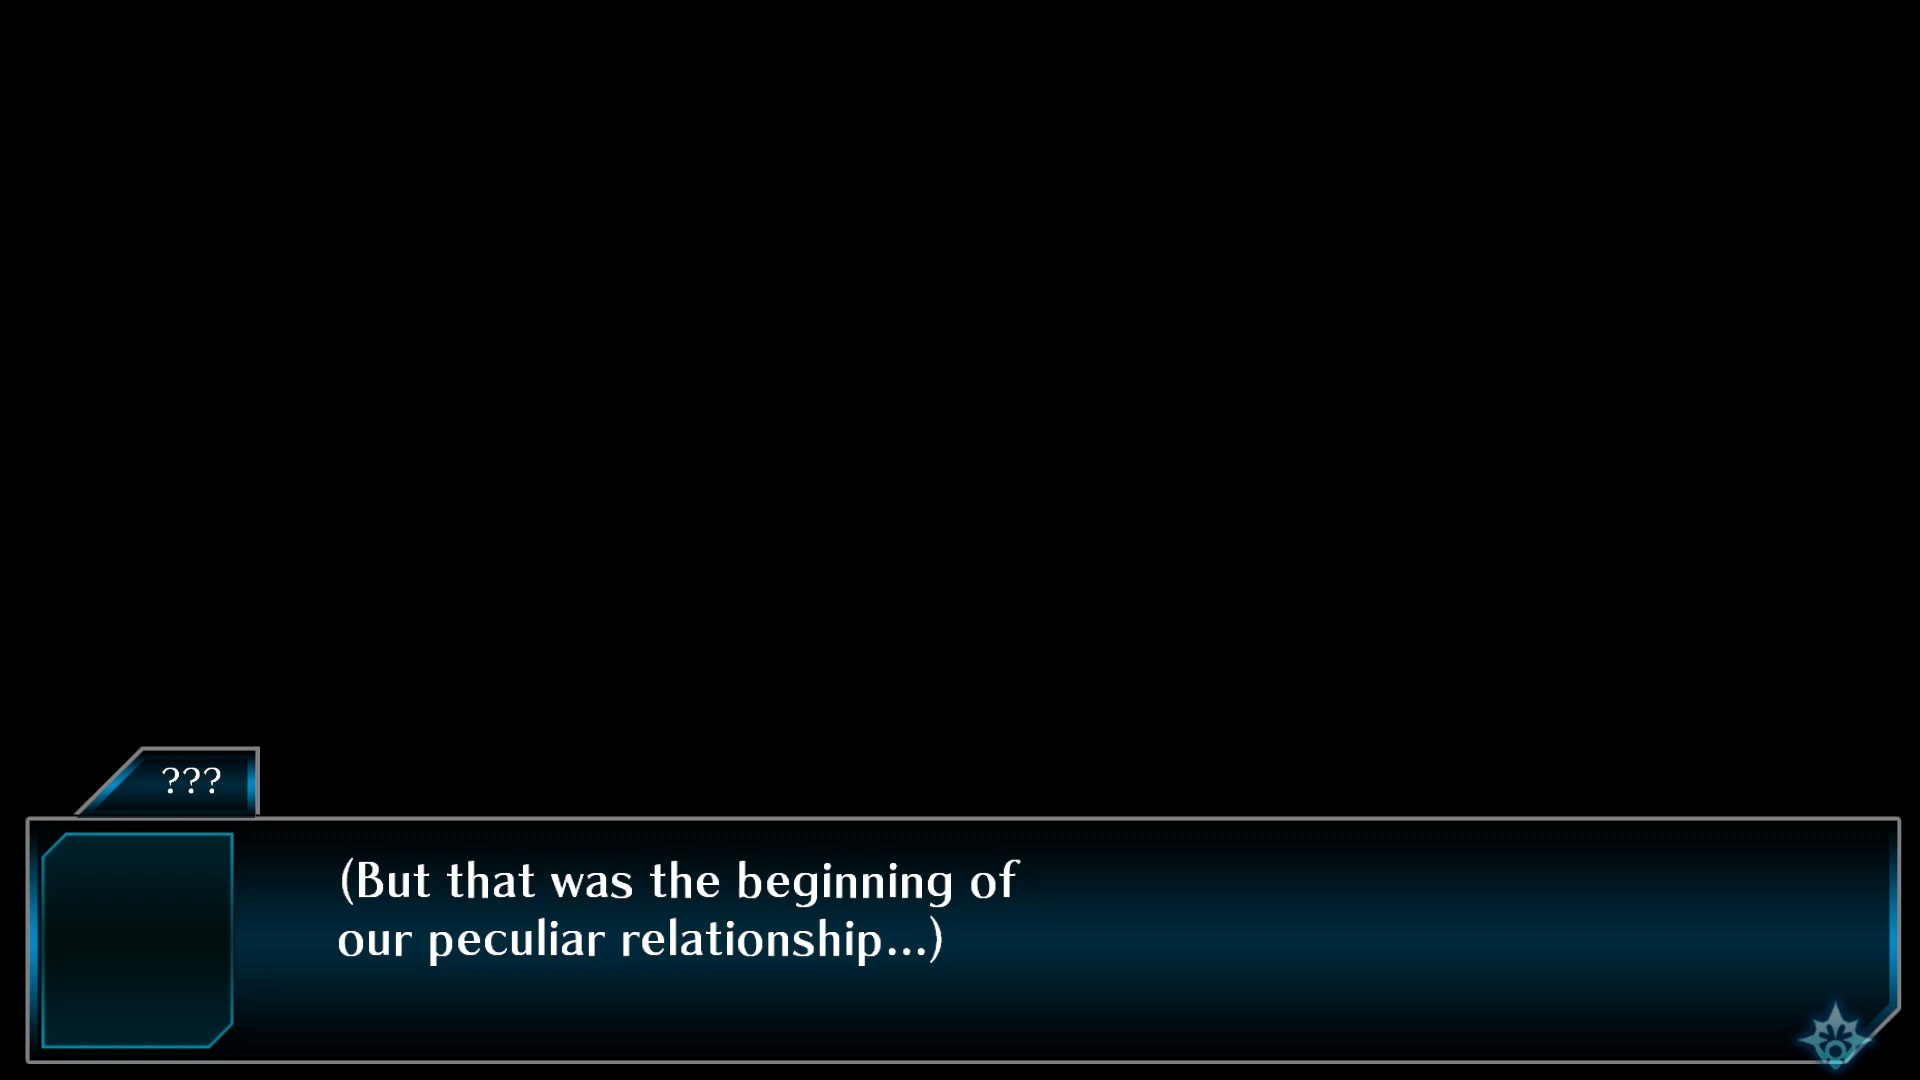 ???
(But that was the beginning of
our peculiar relationship...)